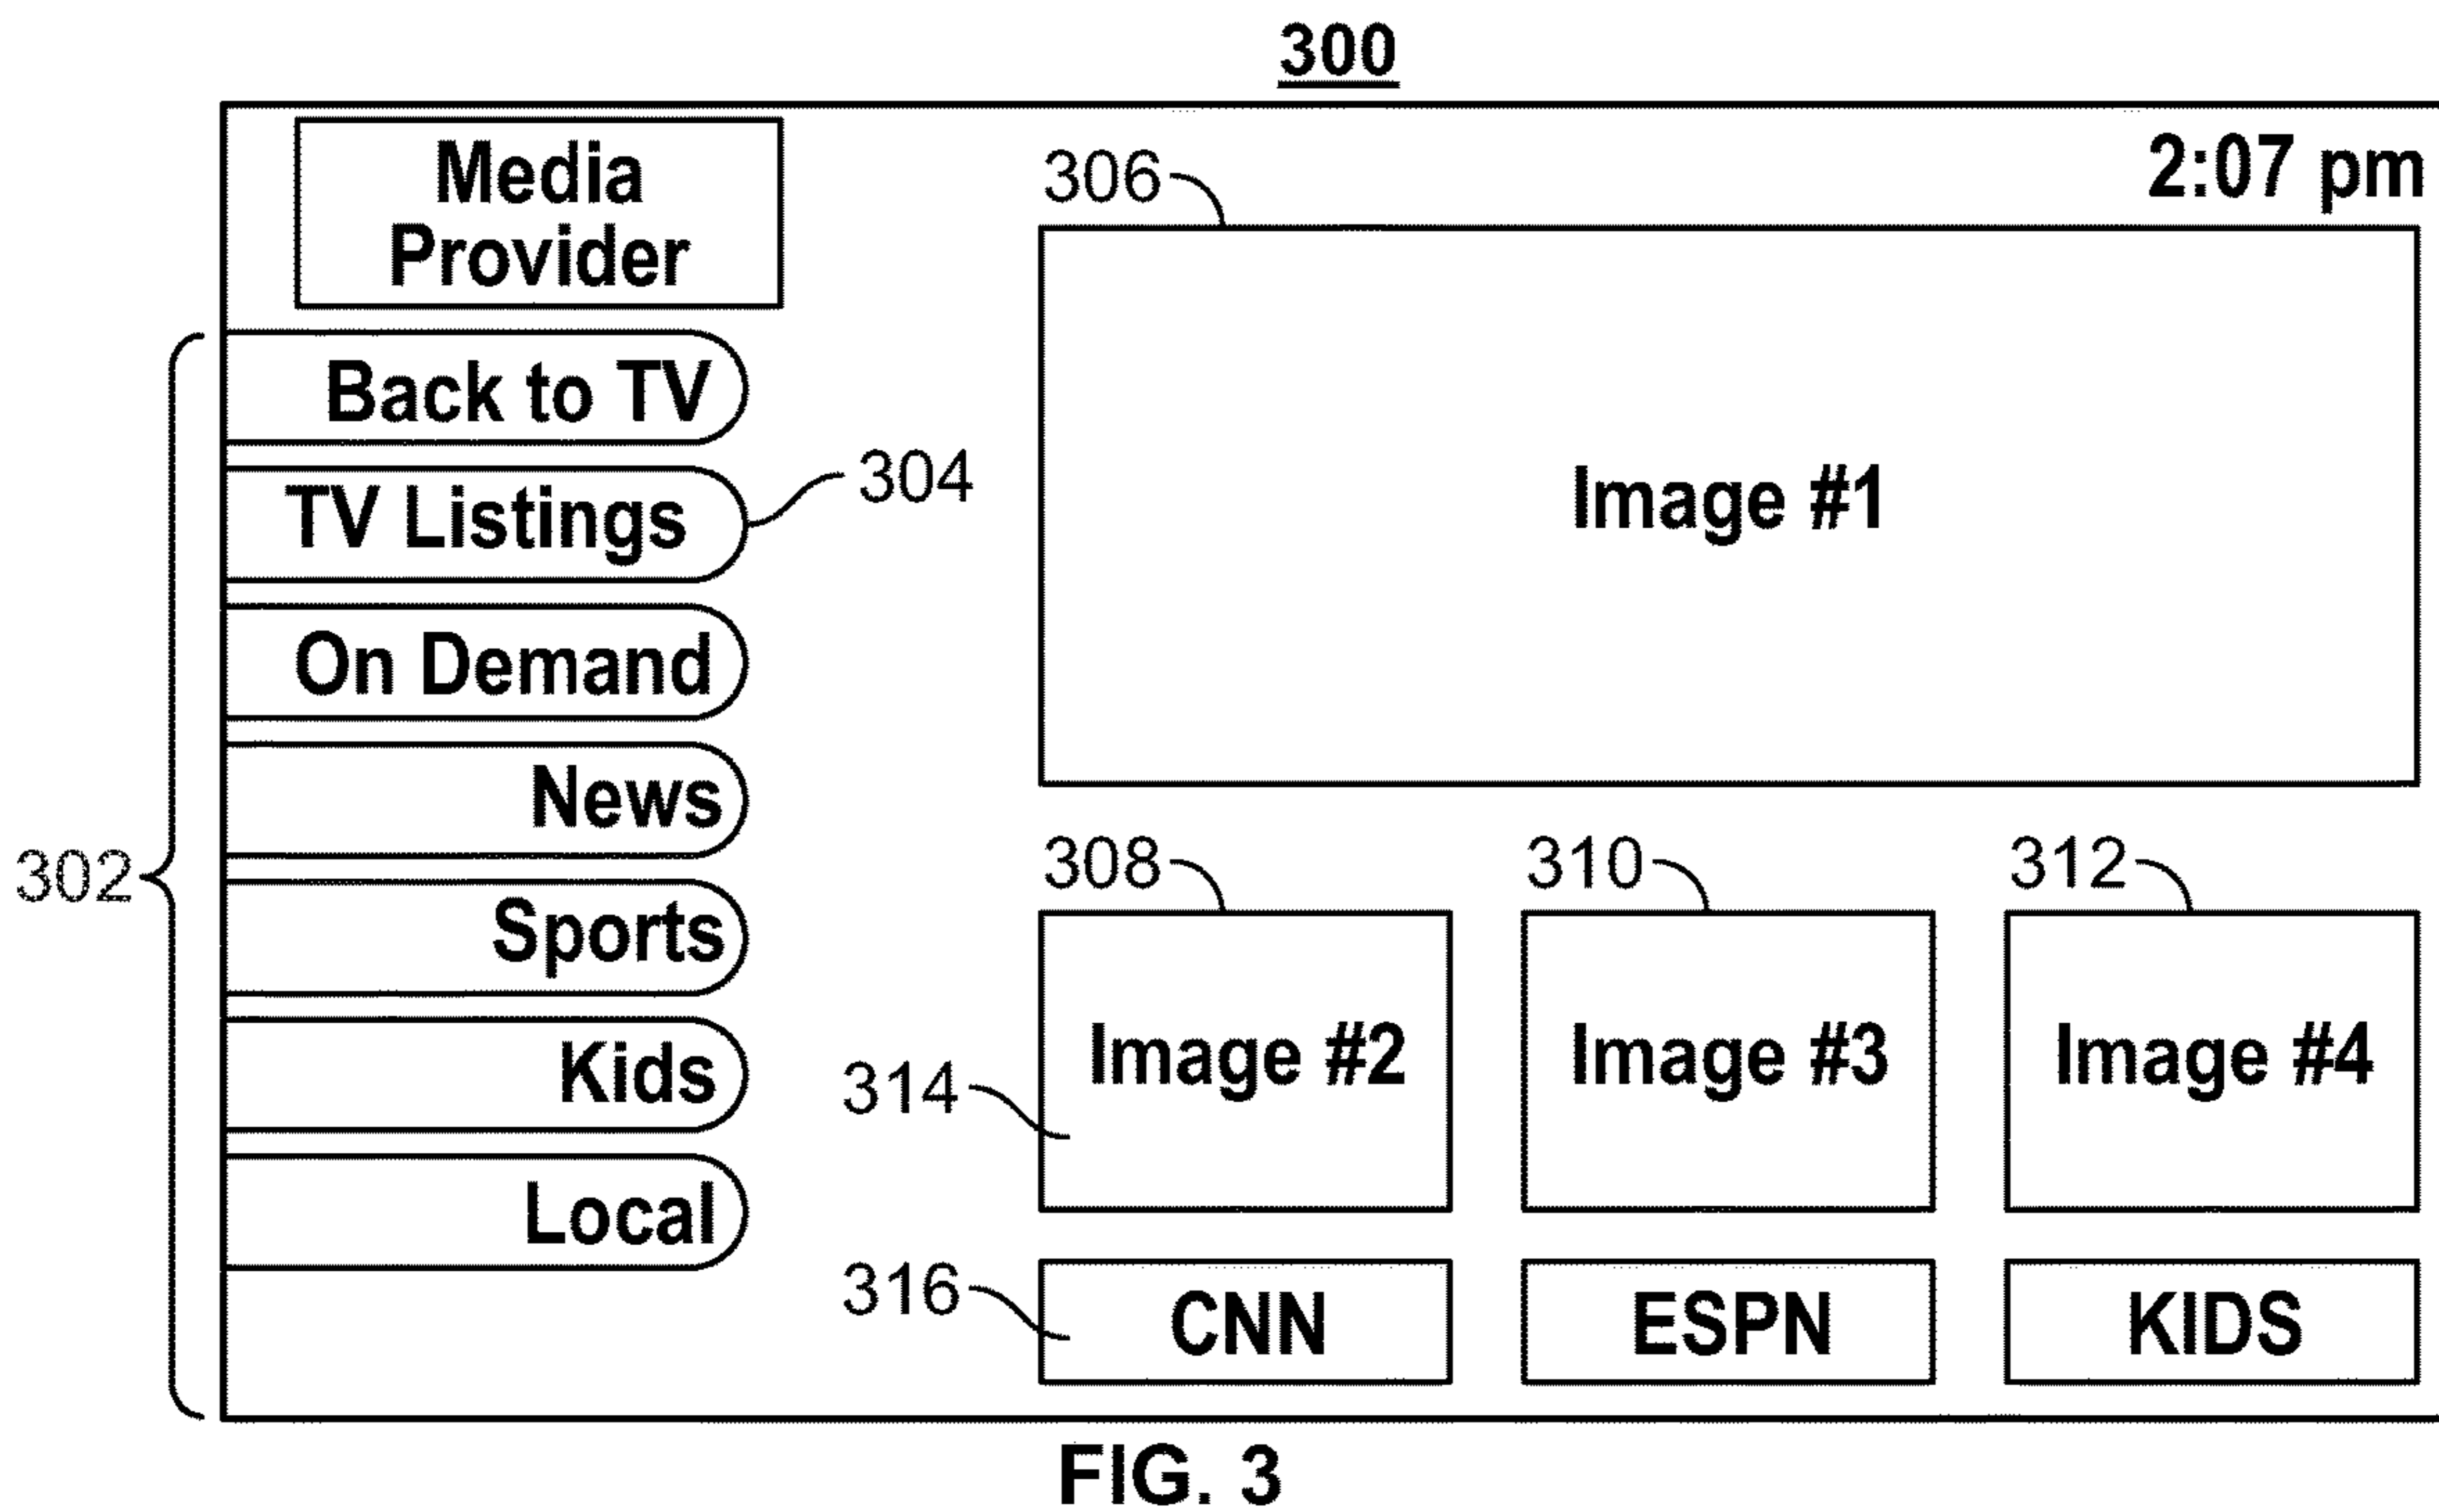 300
Media
Provider
2:07 pm
306
Back to TV
TV Listings
304
Image #1
On Demand
News
302
308
310
312
Sports
Kids
Image #2
Image #3
Image #4
314
Local
316
CNN
ESPN
KIDS
FIG. 3